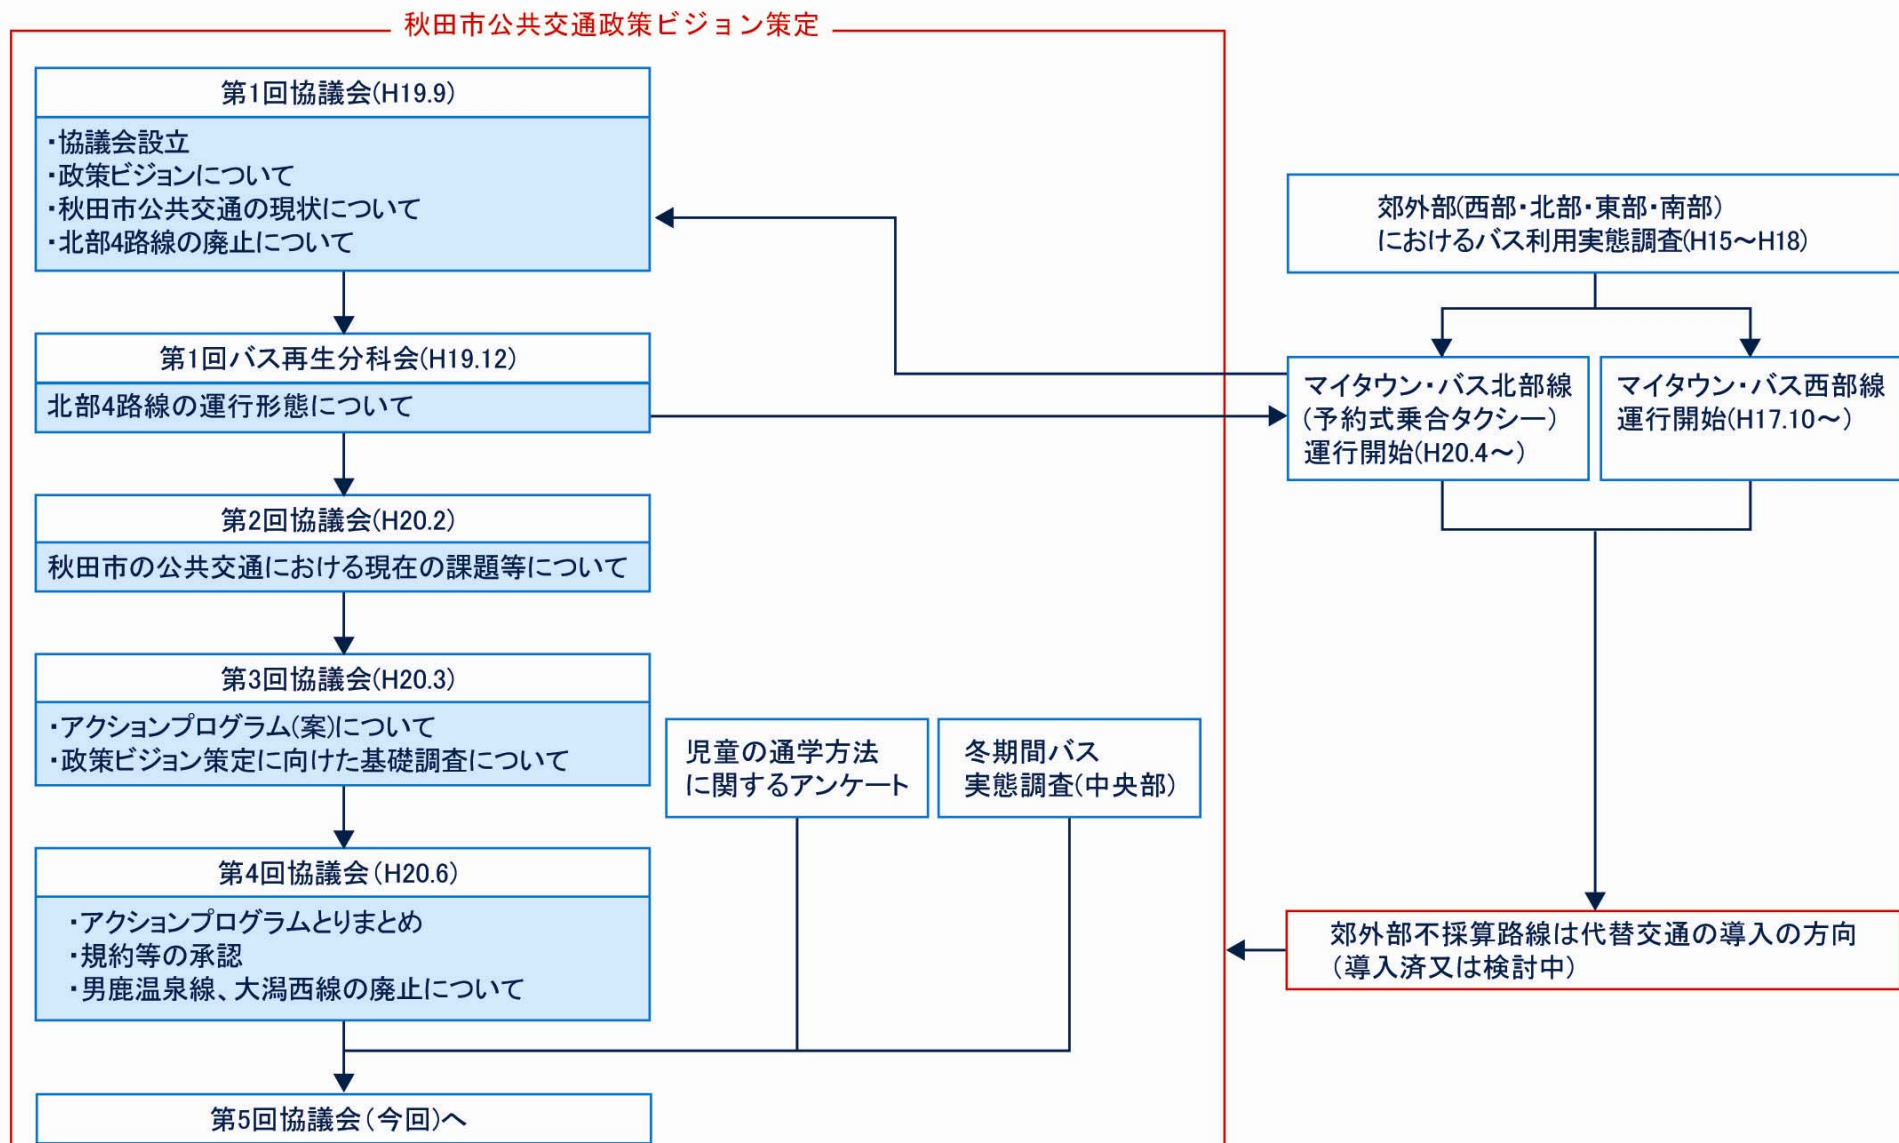 秋田市公共交通政策ビジョン策定
第1回協議会(H19.9)
・協議会設立
・政策ビジョンについて
・秋田市公共交通の現状について
・北部4路線の廃止について
第1回バス再生分科会(H19.12)
北部4路線の運行形態について
第2回協議会(H20.2)
秋田市の公共交通における現在の課題等について
第3回協議会(H20.3)
・アクションプログラム(案)について
・政策ビジョン策定に向けた基礎調査について
児童の通学方法
に関するアンケート
冬期間バス
実態調査(中央部)
第4回協議会(H20.6)
・アクションプログラムとりまとめ
・規約等の承認
・男鹿温泉線、大潟西線の廃止について
第5回協議会(今回)へ
郊外部(西部・北部・東部・南部)
におけるバス利用実態調査(H15～H18)
マイタウン・バス北部線
(予約式乗合タクシー)
運行開始(H20.4～)
マイタウン・バス西部線
運行開始(H17.10～)
郊外部不採算路線は代替交通の導入の方向
(導入済又は検討中)